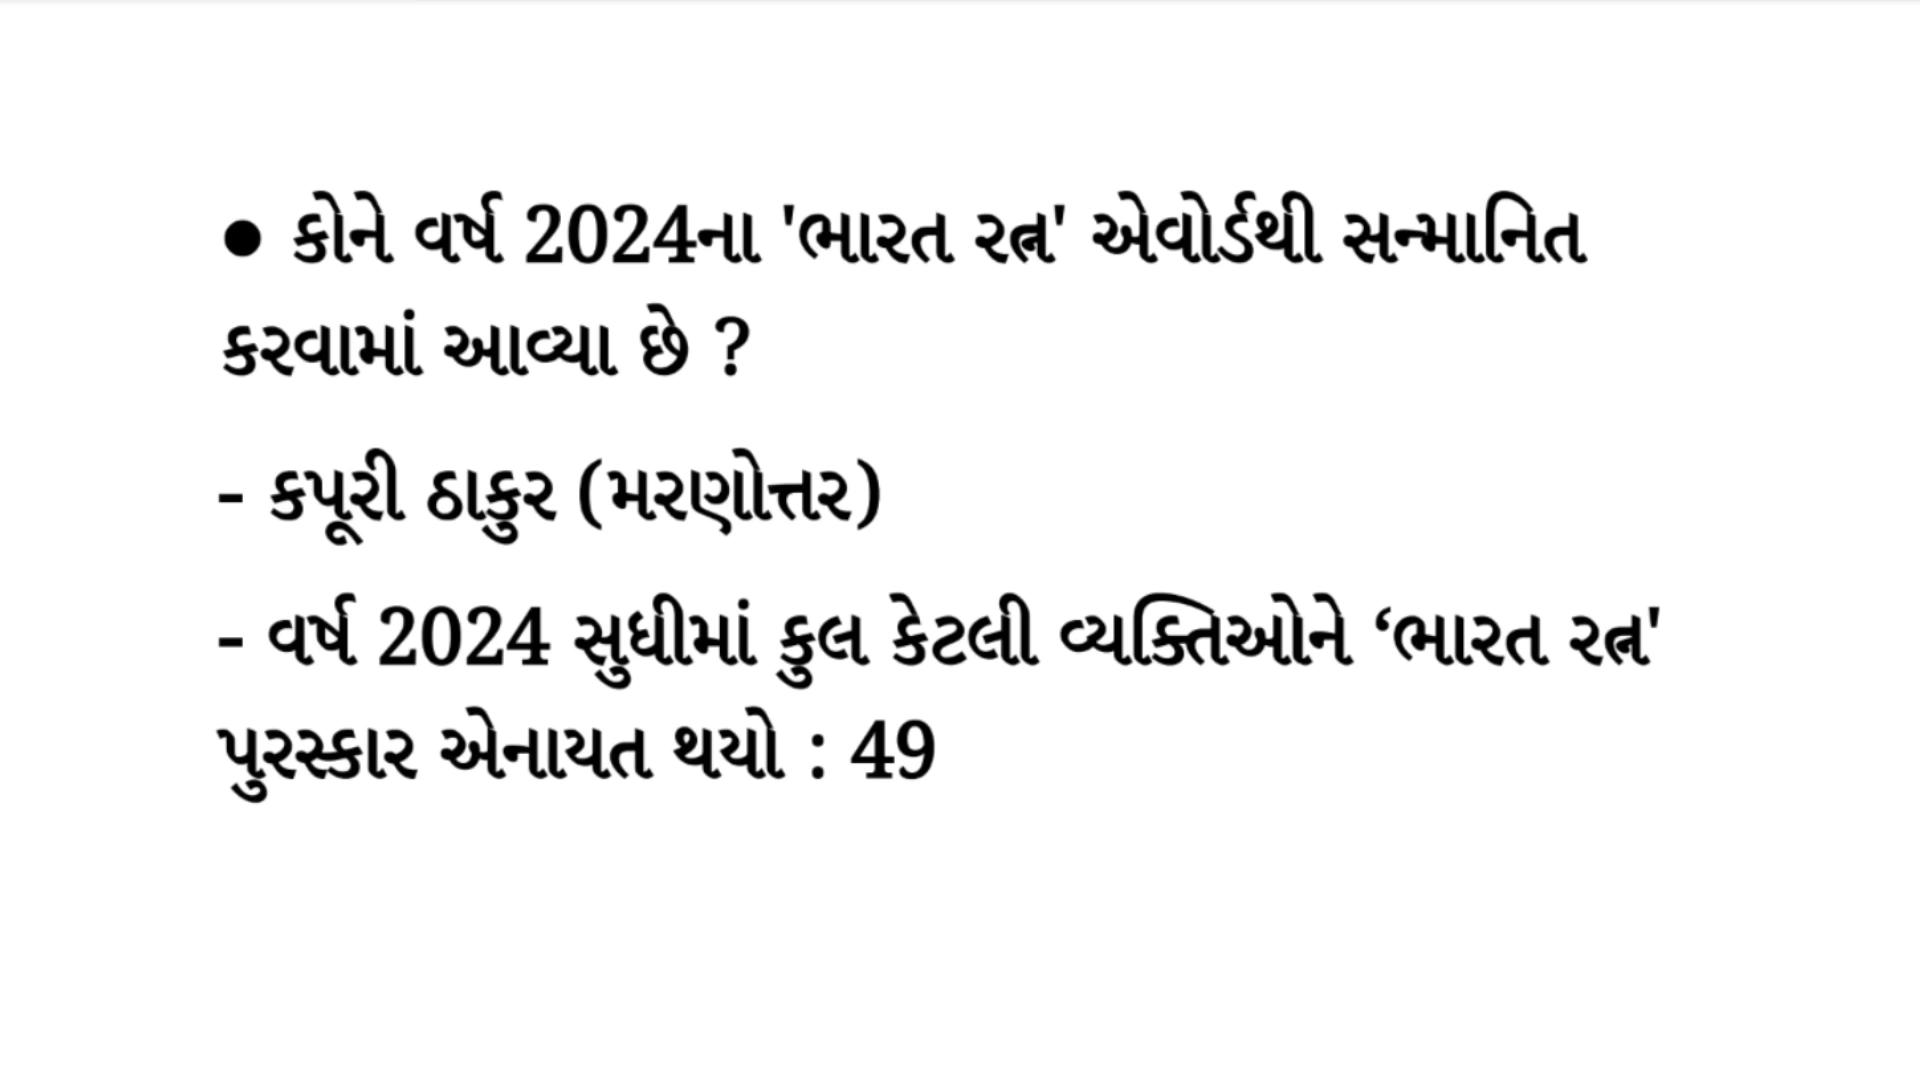 ● કોને વર્ષ 2024ના 'ભારત રત્ન' એવોર્ડથી સન્માનિત
કરવામાં આવ્યા છે ?
- કપૂરી ઠાકુર (મરણોત્તર)
- વર્ષ 2024 સુધીમાં કુલ કેટલી વ્યક્તિઓને ‘ભારત રત્ન'
પુરસ્કાર એનાયત થયો : 49